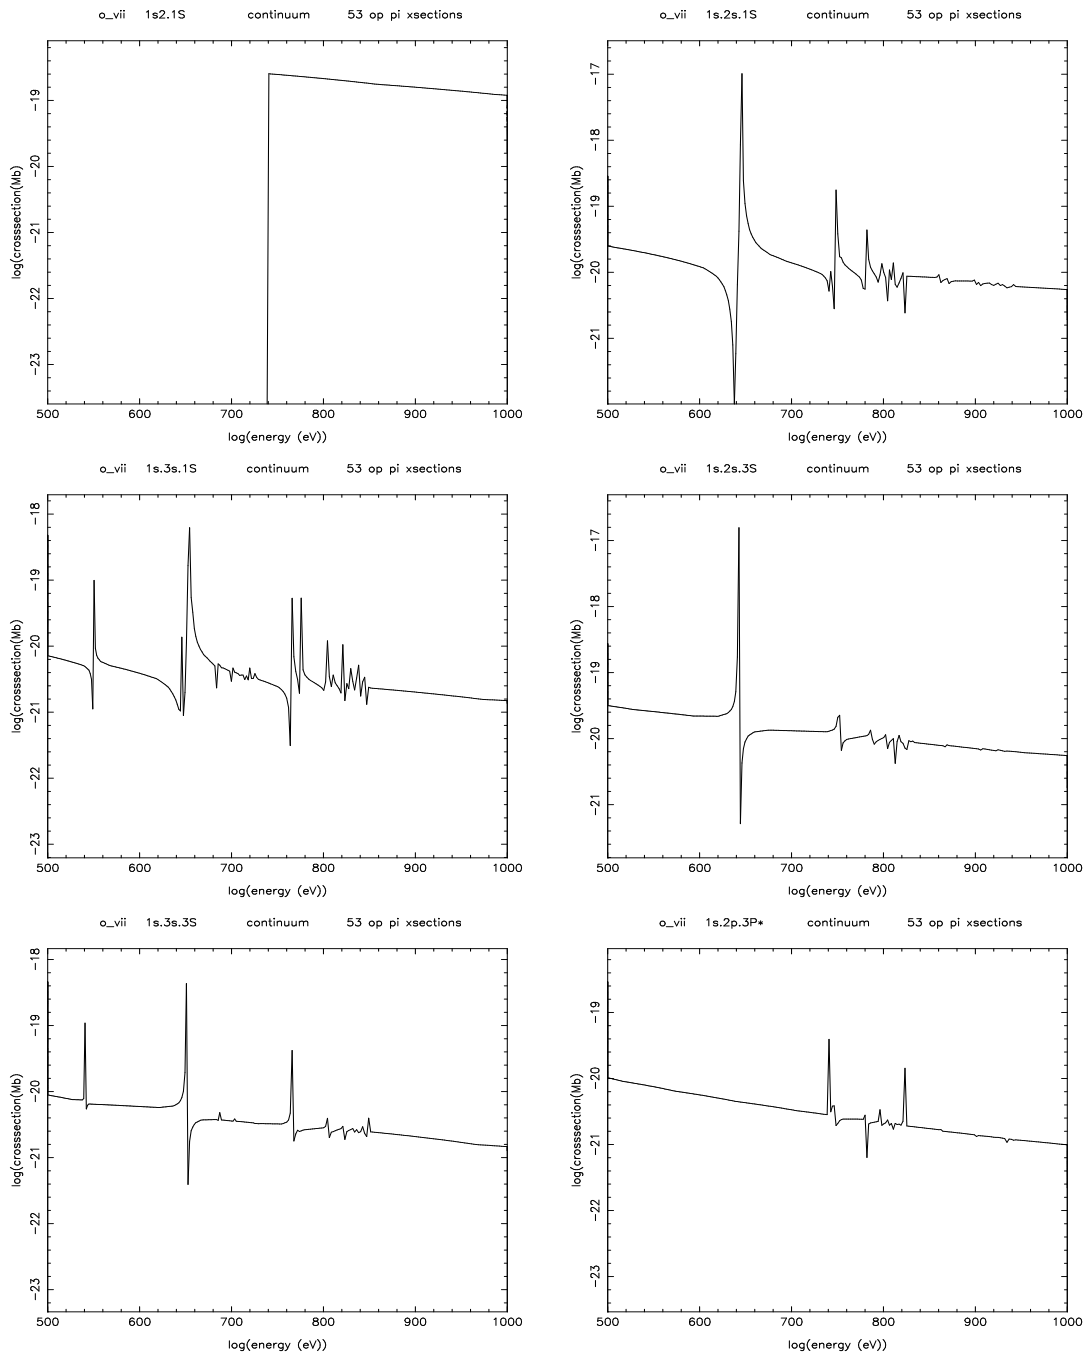 o_vii 1s2.1S continuum 53 op pi xsections
log(crosssection(Mb)
-19
-20
-21
-22
-23
500 600 700 800 900 1000
log(energy (eV))
o_vii 1s.2s.1S continuum 53 op pi xsections
log(crosssection(Mb)
-17
-18
-19
-20
-21
500 600 700 800 900 1000
log(energy (eV))
o_vii 1s.3s.1S continuum 53 op pi xsections
log(crosssection(Mb)
-18
-19
-20
-21
-22
-23
500 600 700 800 900 1000
log(energy (eV))
o_vii 1s.2s.3S continuum 53 op pi xsections
log(crosssection(Mb)
-17
-18
-19
-20
-21
500 600 700 800 900 1000
log(energy (eV))
o_vii 1s.3s.3S continuum 53 op pi xsections
log(crosssection(Mb)
-18
-19
-20
-21
-22
-23
500 600 700 800 900 1000
log(energy (eV))
o_vii 1s.2p.3P* continuum 53 op pi xsections
log(crosssection(Mb)
-19
-20
-21
-22
-23
500 600 700 800 900 1000
log(energy (eV))